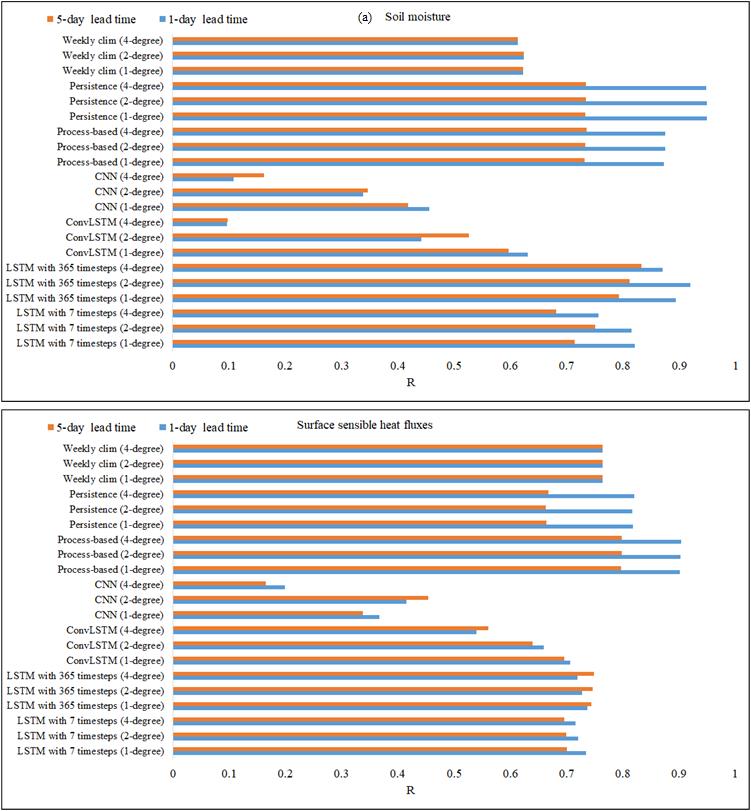 5-day lead time 1-day lead time (a) Soil moisture
Weekly clim (4-degree)
Weekly clim (2-degree)
Weekly clim (1-degree)
Persistence (4-degree)
Persistence (2-degree)
Persistence (1-degree)
Process-based (4-degree)
Process-based (2-degree)
Process-based (1-degree)
CNN (4-degree)
CNN (2-degree)
CNN (1-degree)
ConvLSTM (4-degree)
ConvLSTM (2-degree)
ConvLSTM (1-degree)
LSTM with 365 timesteps (4-degree)
LSTM with 365 timesteps (2-degree)
LSTM with 365 timesteps (1-degree)
LSTM with 7 timesteps (4-degree)
LSTM with 7 timesteps (2-degree)
LSTM with 7 timesteps (1-degree)
0 0.1 0.2 0.3 0.4 0.5 0.6 0.7 0.8 0.9 1
R
5-day lead time 1-day lead time Surface sensible heat fluxes
Weekly clim (4-degree)
Weekly clim (2-degree)
Weekly clim (1-degree)
Persistence (4-degree)
Persistence (2-degree)
Persistence (1-degree)
Process-based (4-degree)
Process-based (2-degree)
Process-based (1-degree)
CNN (4-degree)
CNN (2-degree)
CNN (1-degree)
ConvLSTM (4-degree)
ConvLSTM (2-degree)
ConvLSTM (1-degree)
LSTM with 365 timesteps (4-degree)
LSTM with 365 timesteps (2-degree)
LSTM with 365 timesteps (1-degree)
LSTM with 7 timesteps (4-degree)
LSTM with 7 timesteps (2-degree)
LSTM with 7 timesteps (1-degree)
0 0.1 0.2 0.3 0.4 0.5 0.6 0.7 0.8 0.9 1
R